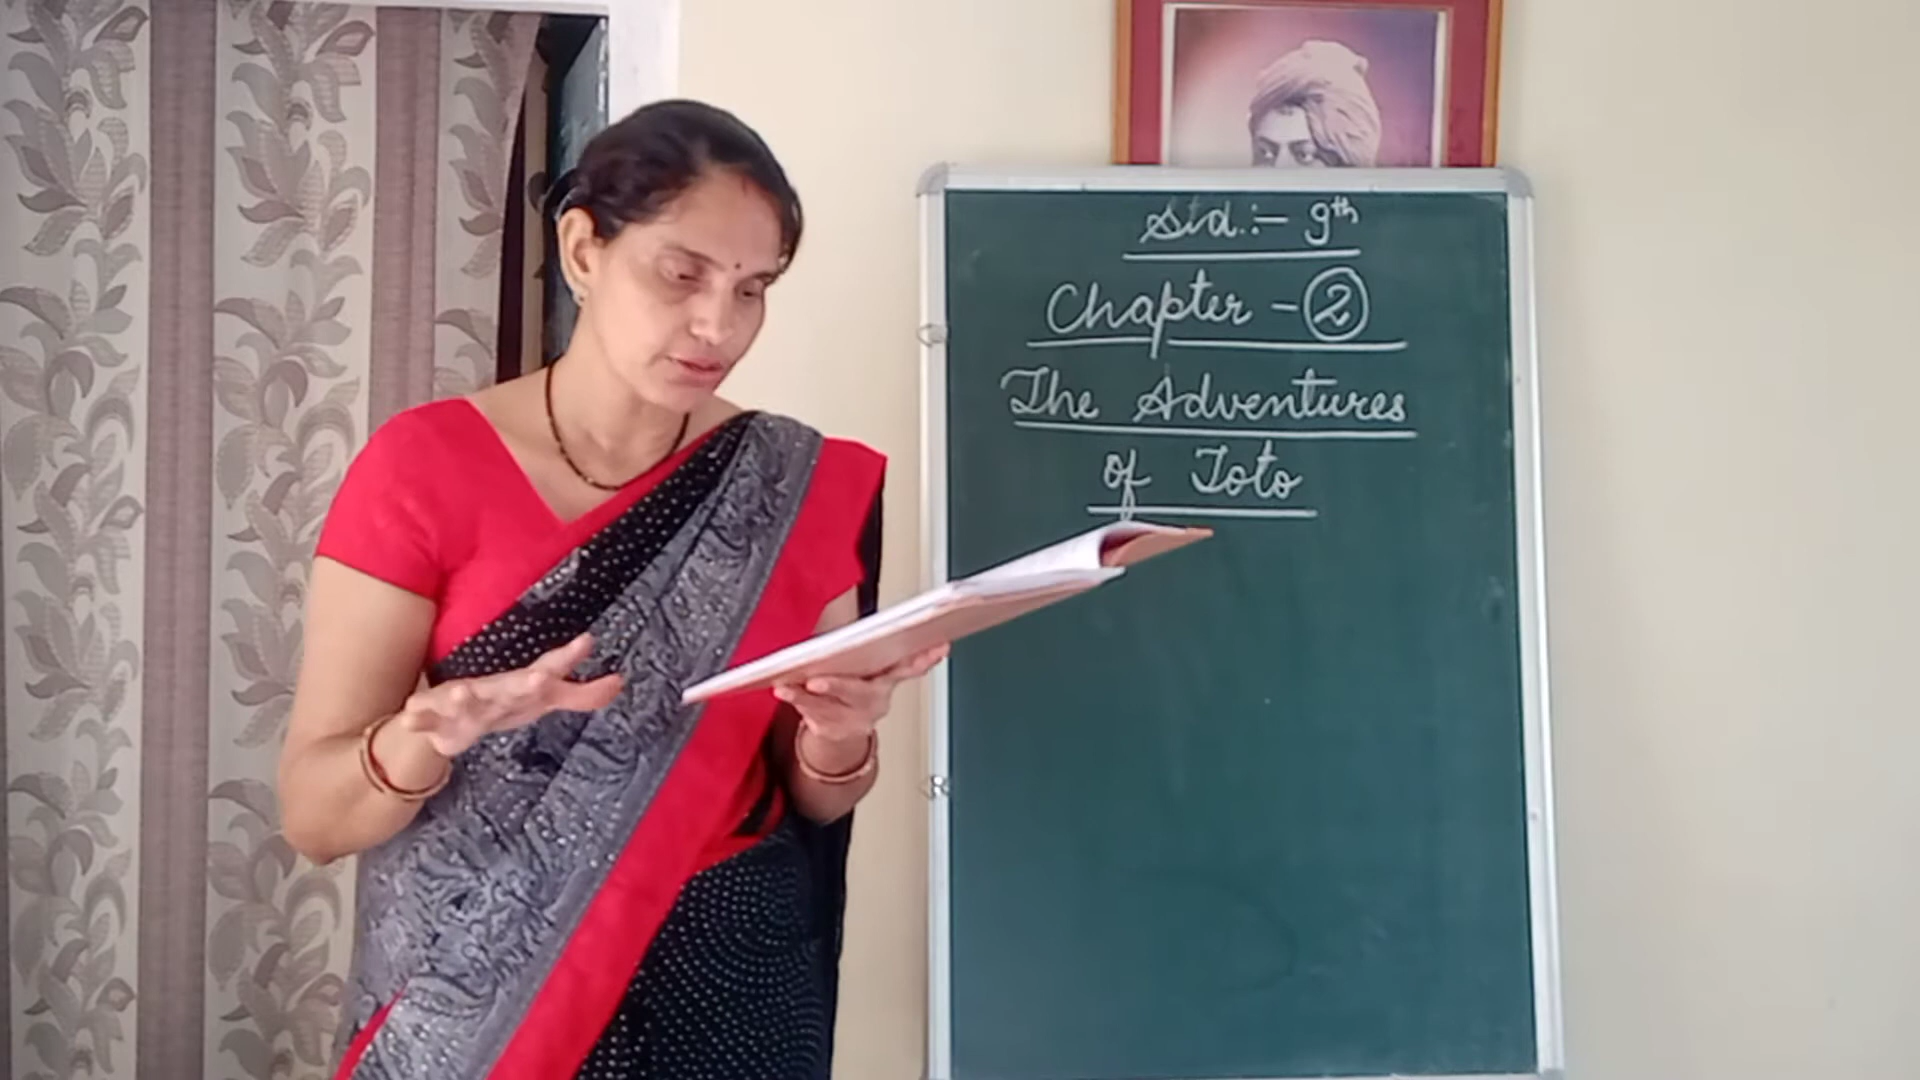 Std.:- 9th
Chapter - 2
The Adventures
of Toto